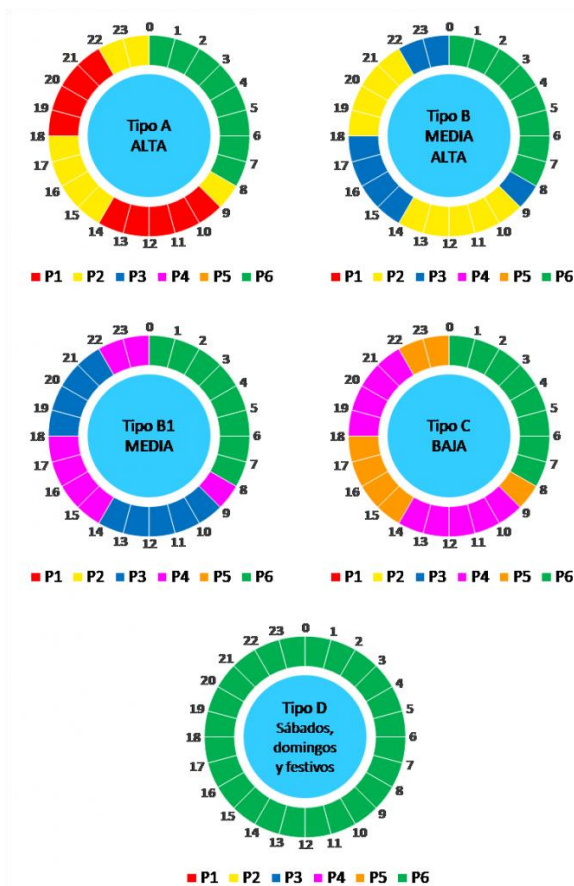 0 1 2 3 4 5 6 7 8 9 10 11 12 13 14 15 16 17 18 19 20 21 22 23
Tipo A
ALTA
P1 P2 P3 P4 P5 P6
0 1 2 3 4 5 6 7 8 9 10 11 12 13 14 15 16 17 18 19 20 21 22 23
Tipo B
MEDIA
ALTA
P1 P2 P3 P4 P5 P6
0 1 2 3 4 5 6 7 8 9 10 11 12 13 14 15 16 17 18 19 20 21 22 23
Tipo B1
MEDIA
P1 P2 P3 P4 P5 P6
0 1 2 3 4 5 6 7 8 9 10 11 12 13 14 15 16 17 18 19 20 21 22 23
Tipo C
BAJA
P1 P2 P3 P4 P5 P6
0 1 2 3 4 5 6 7 8 9 10 11 12 13 14 15 16 17 18 19 20 21 22 23
Tipo D
Sábados,
domingos
y festivos
P1 P2 P3 P4 P5 P6